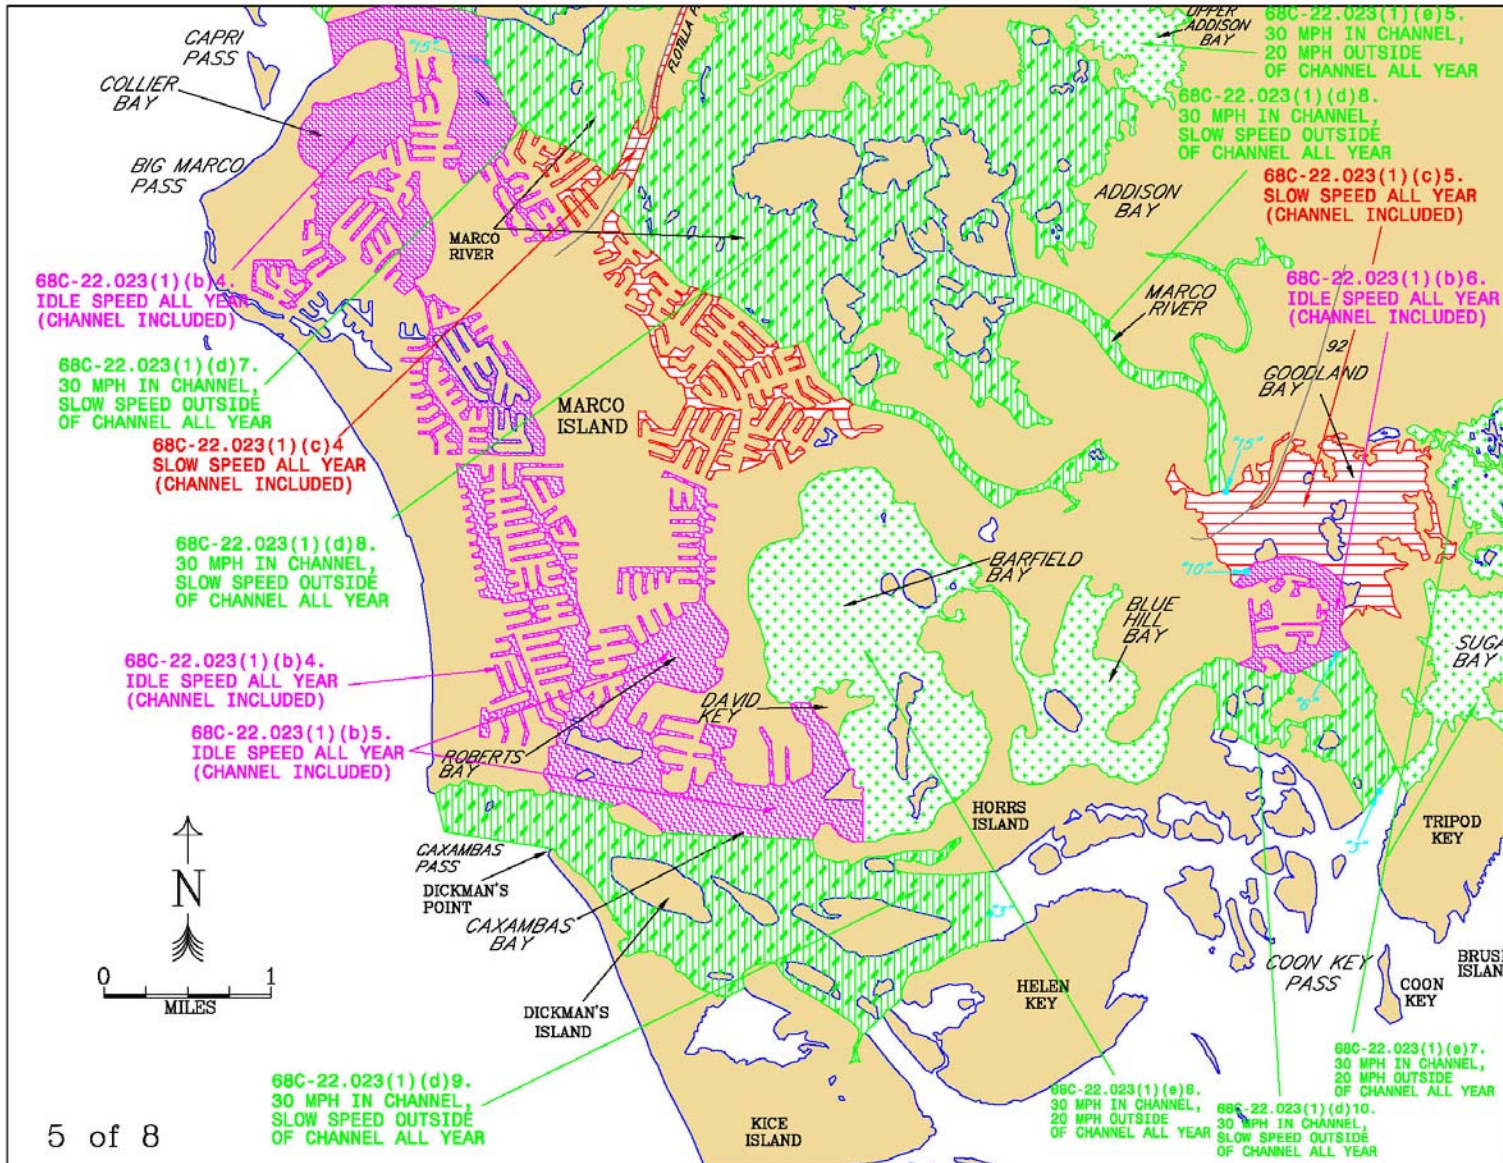 CAPRI
PASS
COLLIER
BAY
BIG MARCO
PASS
"15"
UPPER
ADDISON
BAY
68C-22.023(1)(e)5.
30 MPH IN CHANNEL,
20 MPH OUTSIDE
OF CHANNEL ALL YEAR
68C-22.023(1)(d)8.
30 MPH IN CHANNEL,
SLOW SPEED OUTSIDE
OF CHANNEL ALL YEAR
68C-22.023(1)(c)5.
SLOW SPEED ALL YEAR
(CHANNEL INCLUDED)
ADDISON
BAY
MARCO
RIVER
68C-22.023(1)(b)4.
IDLE SPEED ALL YEAR
(CHANNEL INCLUDED)
68C-22.023(1)(b)6.
IDLE SPEED ALL YEAR
(CHANNEL INCLUDED)
MARCO
RIVER
92
GOODLAND
BAY
68C-22.023(1)(d)7.
30 MPH IN CHANNEL,
SLOW SPEED OUTSIDE
OF CHANNEL ALL YEAR
MARCO
ISLAND
68C-22.023(1)(c)4
SLOW SPEED ALL YEAR
(CHANNEL INCLUDED)
"15"
68C-22.023(1)(d)8.
30 MPH IN CHANNEL,
SLOW SPEED OUTSIDE
OF CHANNEL ALL YEAR
BARFIELD
BAY
"10"
BLUE
HILL
BAY
SUGA
BAY
68C-22.023(1)(b)4.
IDLE SPEED ALL YEAR
(CHANNEL INCLUDED)
DAVID
KEY
68C-22.023(1)(b)5.
IDLE SPEED ALL YEAR
(CHANNEL INCLUDED)
ROBERTS
BAY
HORRS
ISLAND
TRIPOD
KEY
"5"
CAXAMBAS
PASS
DICKMAN'S
POINT
CAXAMBAS
BAY
"3"
N
0 1
MILES
DICKMAN'S
ISLAND
HELEN
KEY
COON KEY
PASS
COON
KEY
68C-22.023(1)(d)9.
30 MPH IN CHANNEL,
SLOW SPEED OUTSIDE
OF CHANNEL ALL YEAR
KICE
ISLAND
68C-22.023(1)(e)6.
30 MPH IN CHANNEL,
20 MPH OUTSIDE
OF CHANNEL ALL YEAR
68C-22.023(1)(d)10.
30 MPH IN CHANNEL,
SLOW SPEED OUTSIDE
OF CHANNEL ALL YEAR
68C-22.023(1)(e)7.
30 MPH IN CHANNEL,
20 MPH OUTSIDE
OF CHANNEL ALL YEAR
5 of 8